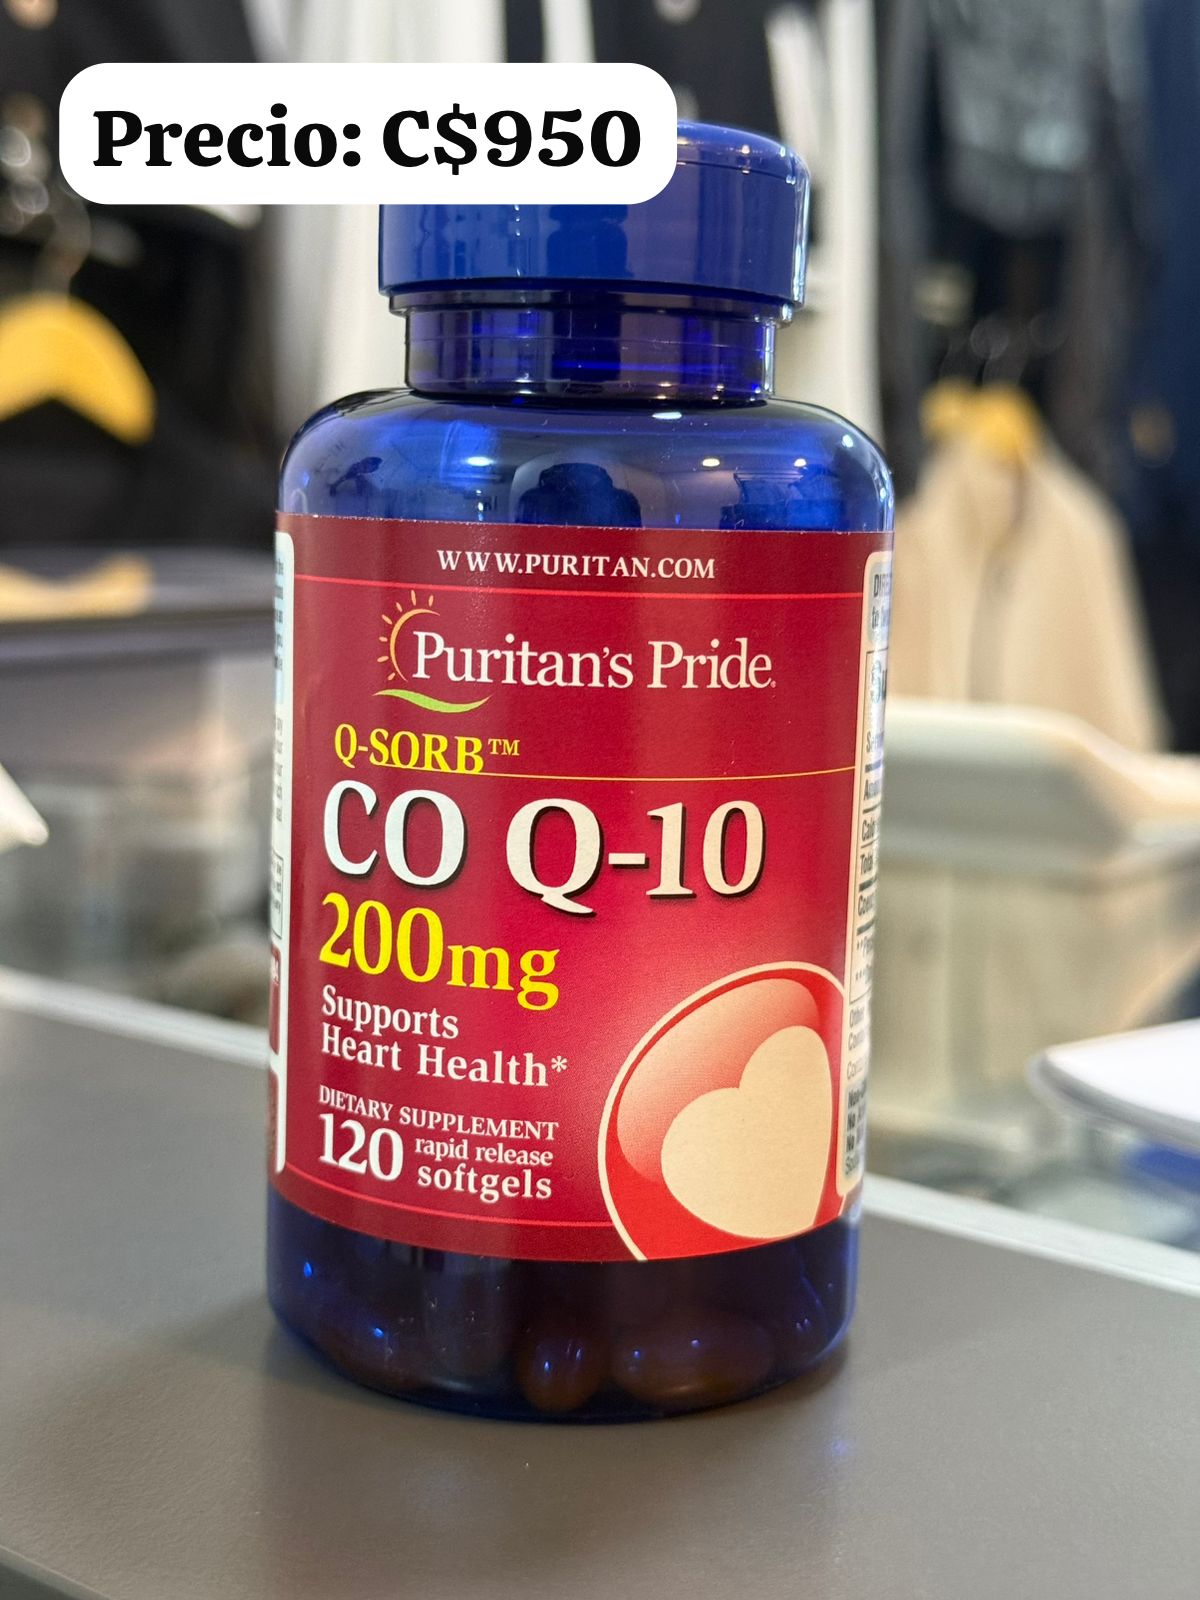 Precio: C$950
WWW.PURITAN.COM
Puritan's Pride
Q-SORB™
CO Q-10
200mg
Supports
Heart Health*
DIETARY SUPPLEMENT
120 rapid release
softgels